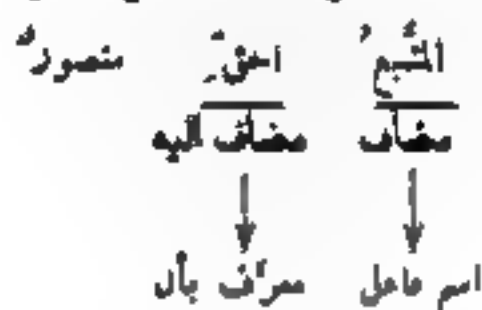 المتبع الحق منصور
مضاف مضاف إليه
اسم فاعل معرّف بأل